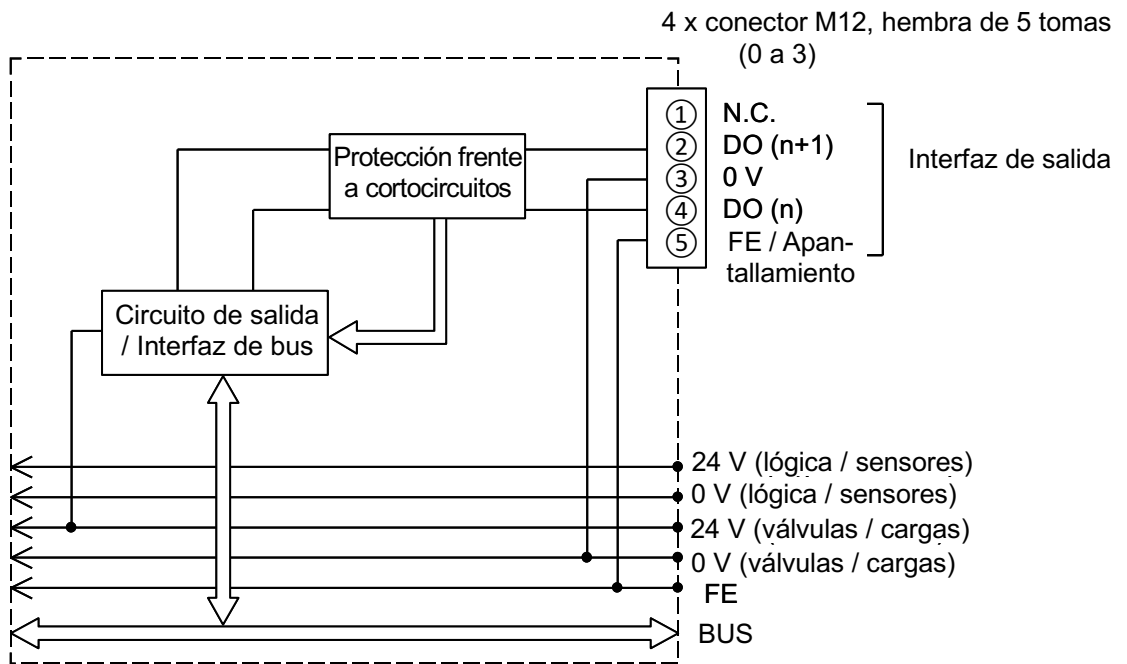 4 x conector M12, hembra de 5 tomas
(0 a 3)
1 N.C.
2 DO (n+1)
3 0 V
4 DO (n)
5 FE / Apan-
tallamiento
Interfaz de salida
Protección frente
a cortocircuitos
Circuito de salida
/ Interfaz de bus
24 V (lógica / sensores)
0 V (lógica / sensores)
24 V (válvulas / cargas)
0 V (válvulas / cargas)
FE
BUS